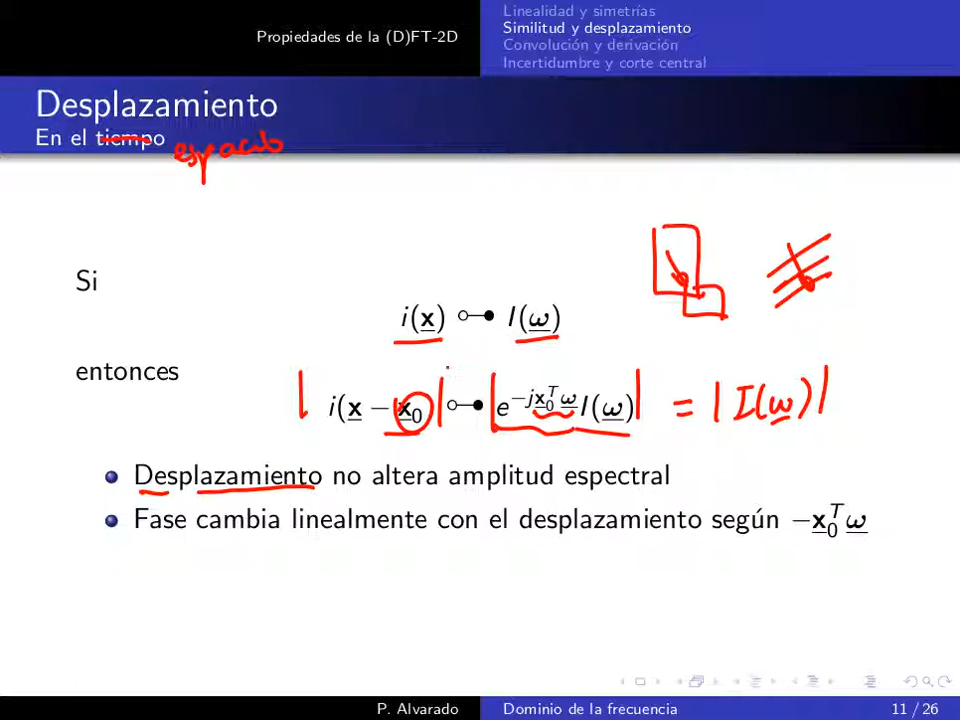 Propiedades de la (D)FT-2D
Linealidad y simetrías
Similitud y desplazamiento
Convolución y derivación
Incertidumbre y corte central
Desplazamiento
En el tiempo
espacio
Si
i(x) ○─● I(ω)
entonces
| i(x − x₀) | ○─● | e^{−jx₀ᵀω} I(ω) | = | I(ω) |
Desplazamiento no altera amplitud espectral
Fase cambia linealmente con el desplazamiento según −x₀ᵀω
P. Alvarado
Dominio de la frecuencia
11 / 26